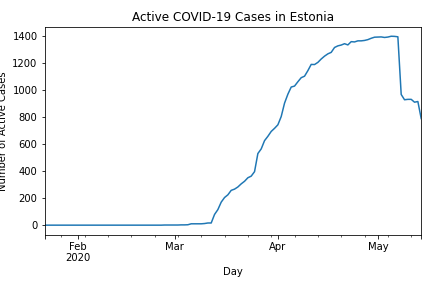 Active COVID-19 Cases in Estonia
Number of Active Cases
1400
1200
1000
800
600
400
200
0
Feb
2020
Mar
Apr
May
Day